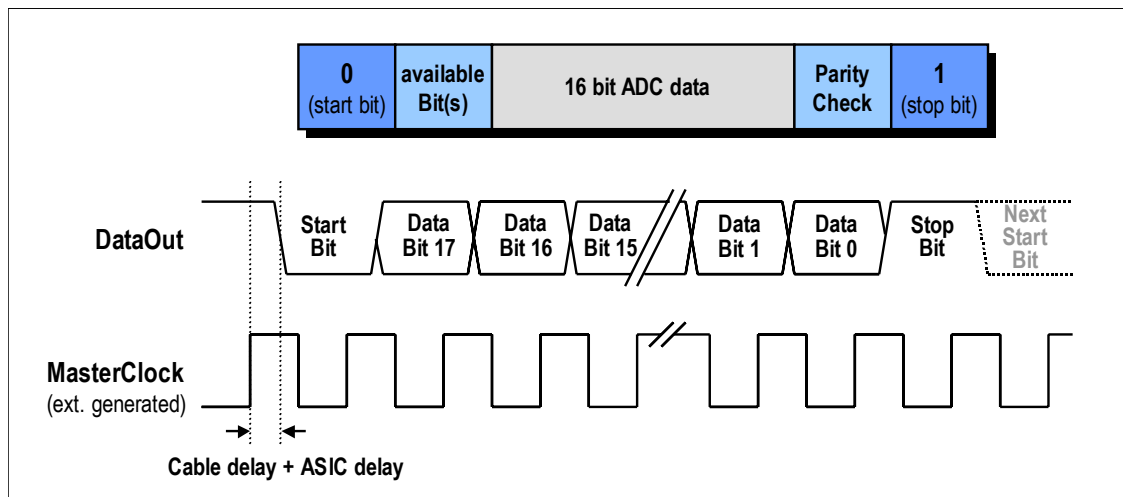 0
(start bit)
available
Bit(s)
16 bit ADC data
Parity
Check
1
(stop bit)
DataOut
Start
Bit
Data
Bit 17
Data
Bit 16
Data
Bit 15
Data
Bit 1
Data
Bit 0
Stop
Bit
Next
Start
Bit
MasterClock
(ext. generated)
Cable delay + ASIC delay